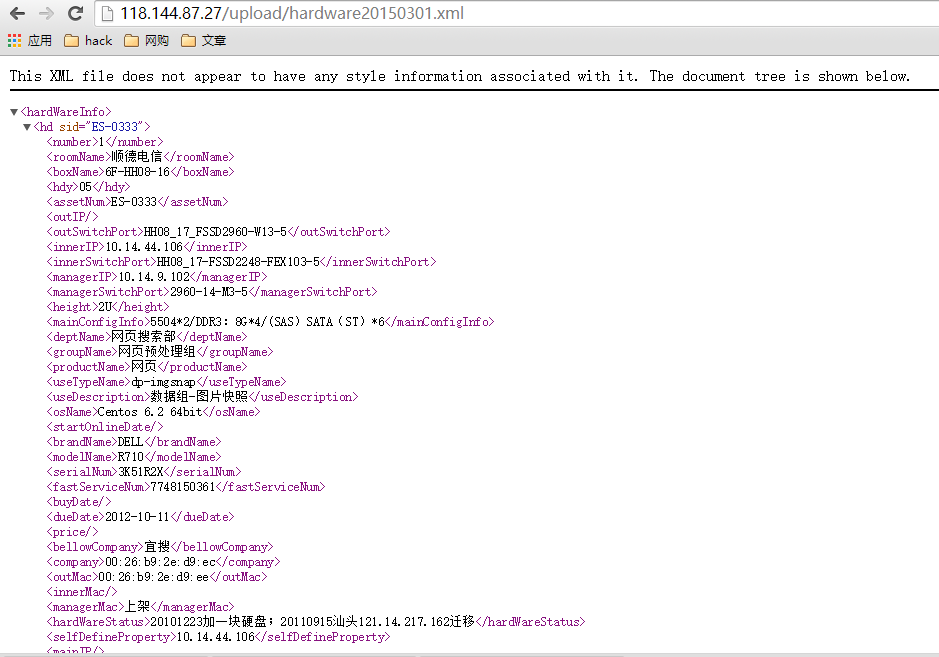 118.144.87.27/upload/hardware20150301.xml
应用 hack 网购 文章
This XML file does not appear to have any style information associated with it. The document tree is shown below.
▼<hardWareInfo>
▼<hd sid="ES-0333">
<number>1</number>
<roomName>顺德电信</roomName>
<boxName>6F-HH08-16</boxName>
<hdy>05</hdy>
<assetNum>ES-0333</assetNum>
<outIP/>
<outSwitchPort>HH08_17_FSSD2960-W13-5</outSwitchPort>
<innerIP>10.14.44.106</innerIP>
<innerSwitchPort>HH08_17-FSSD2248-FEX103-5</innerSwitchPort>
<managerIP>10.14.9.102</managerIP>
<managerSwitchPort>2960-14-M3-5</managerSwitchPort>
<height>2U</height>
<mainConfigInfo>5504*2/DDR3：8G*4/(SAS）SATA（ST）*6</mainConfigInfo>
<deptName>网页搜索部</deptName>
<groupName>网页预处理组</groupName>
<productName>网页</productName>
<useTypeName>dp-imgsnap</useTypeName>
<useDescription>数据组-图片快照</useDescription>
<osName>Centos 6.2 64bit</osName>
<startOnlineDate/>
<brandName>DELL</brandName>
<modelName>R710</modelName>
<serialNum>3K51R2X</serialNum>
<fastServiceNum>7748150361</fastServiceNum>
<buyDate/>
<dueDate>2012-10-11</dueDate>
<price/>
<bellowCompany>宜搜</bellowCompany>
<company>00:26:b9:2e:d9:ec</company>
<outMac>00:26:b9:2e:d9:ee</outMac>
<innerMac/>
<managerMac>上架</managerMac>
<hardWareStatus>20101223加一块硬盘；20110915汕头121.14.217.162迁移</hardWareStatus>
<selfDefineProperty>10.14.44.106</selfDefineProperty>
<mainIP/>